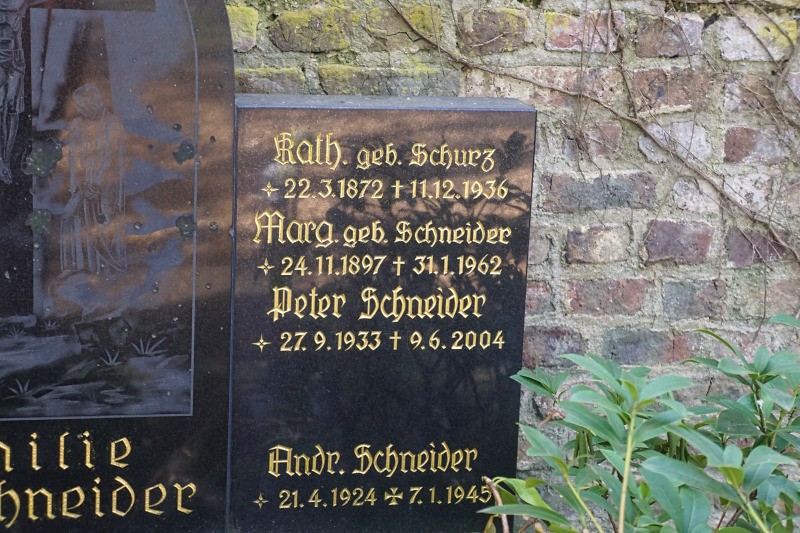 Kath. geb. Schurz
22.3.1872 † 11.12.1936
Marg. geb. Schneider
24.11.1897 † 31.1.1962
Peter Schneider
27.9.1933 † 9.6.2004
Andr. Schneider
21.4.1924 ✠ 7.1.1945
ilie
hneider